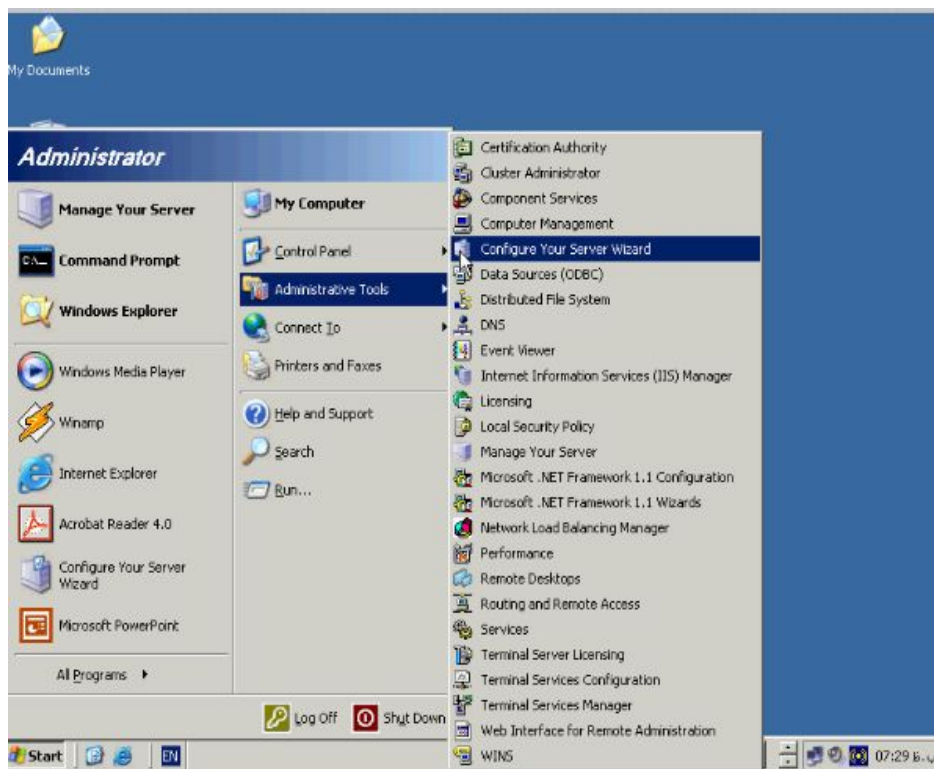 My Documents
Administrator
Manage Your Server
Command Prompt
Windows Explorer
Windows Media Player
Winamp
Internet Explorer
Acrobat Reader 4.0
Configure Your Server
Wizard
Microsoft PowerPoint
All Programs
My Computer
Control Panel
Administrative Tools
Connect To
Printers and Faxes
Help and Support
Search
Run...
Certification Authority
Cluster Administrator
Component Services
Computer Management
Configure Your Server Wizard
Data Sources (ODBC)
Distributed File System
DNS
Event Viewer
Internet Information Services (IIS) Manager
Licensing
Local Security Policy
Manage Your Server
Microsoft .NET Framework 1.1 Configuration
Microsoft .NET Framework 1.1 Wizards
Network Load Balancing Manager
Performance
Remote Desktops
Routing and Remote Access
Services
Terminal Server Licensing
Terminal Services Configuration
Terminal Services Manager
Web Interface for Remote Administration
WINS
Log Off
Shut Down
Start
EN
07:29